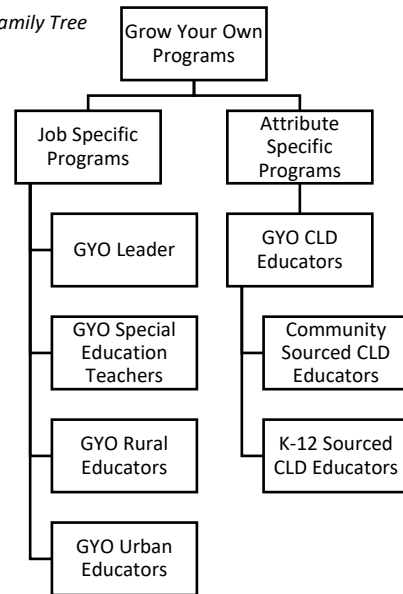 amily Tree
Grow Your Own
Programs
Job Specific
Programs
Attribute
Specific
Programs
GYO Leader
GYO CLD
Educators
GYO Special
Education
Teachers
Community
Sourced CLD
Educators
GYO Rural
Educators
K-12 Sourced
CLD Educators
GYO Urban
Educators